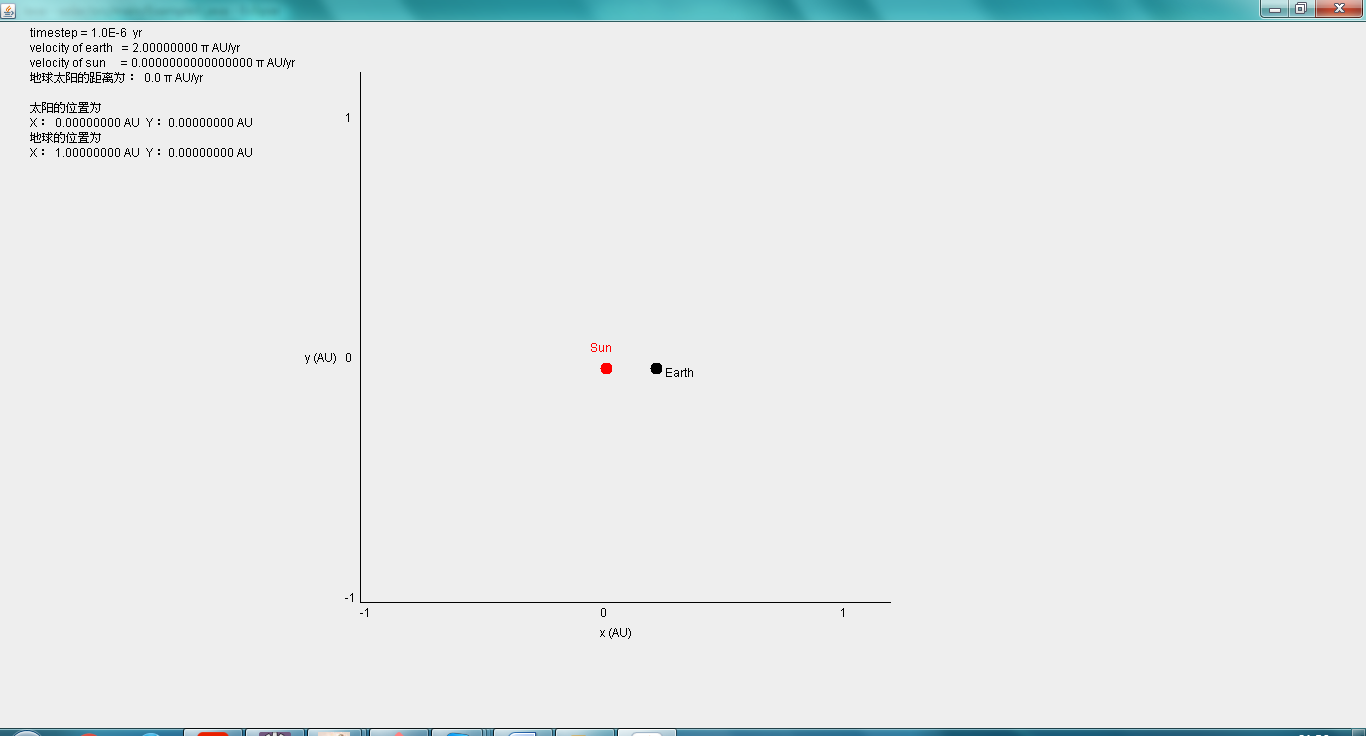 timestep = 1.0E-6 yr
velocity of earth = 2.00000000 π AU/yr
velocity of sun = 0.0000000000000000 π AU/yr
地球太阳的距离为： 0.0 π AU/yr
太阳的位置为
X： 0.00000000 AU Y： 0.00000000 AU
地球的位置为
X： 1.00000000 AU Y： 0.00000000 AU
1
Sun
y (AU) 0
Earth
-1
-1 0 1
x (AU)